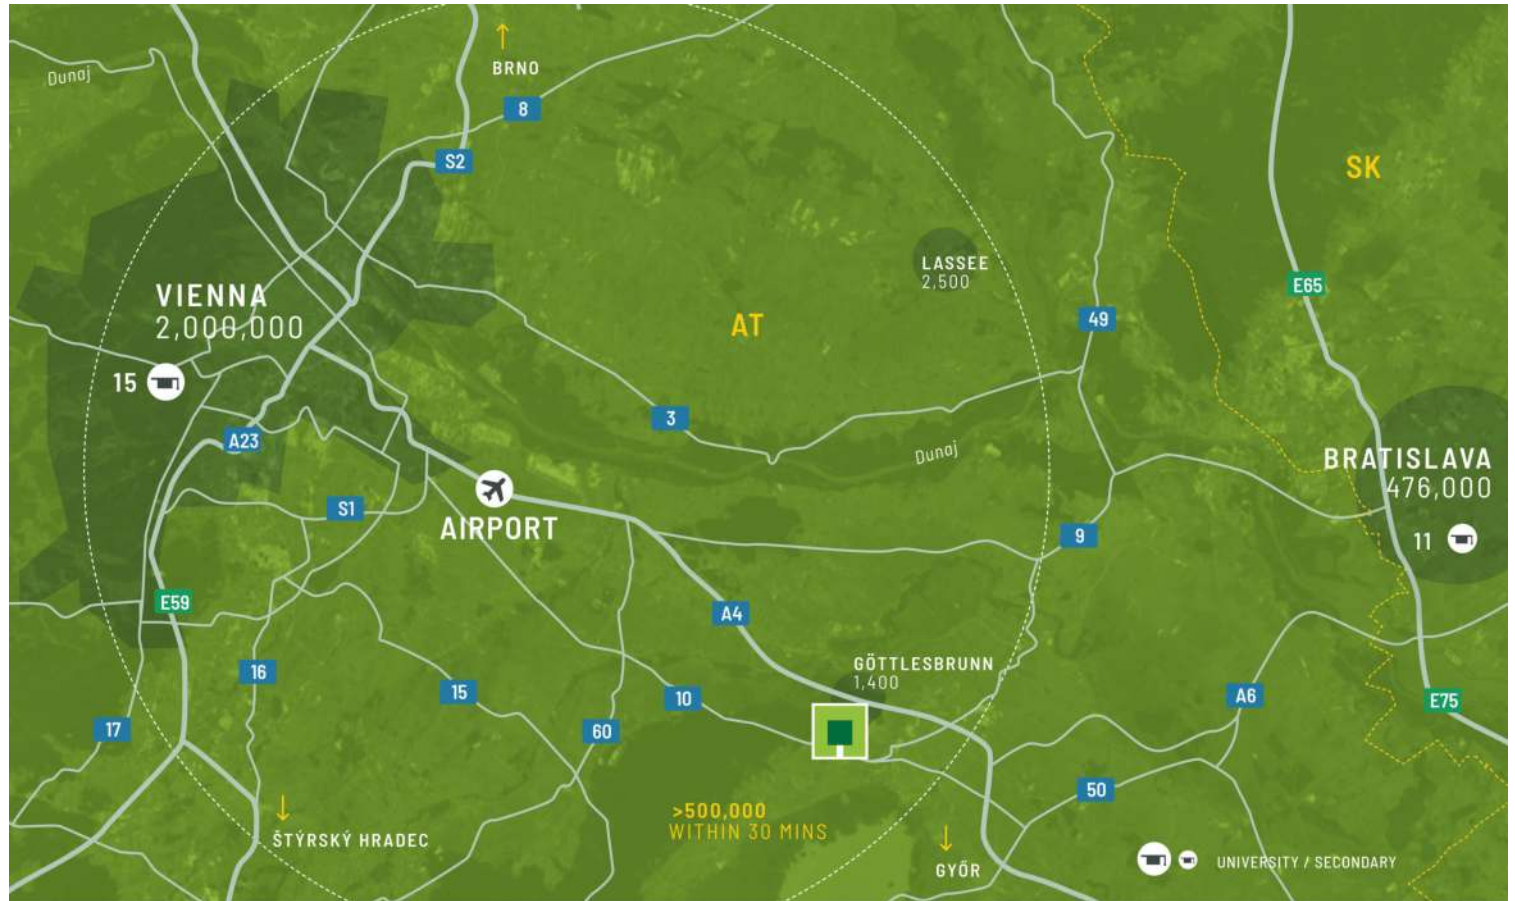 Dunaj
BRNO
8
S2
SK
LASSEE
2,500
E65
VIENNA
2,000,000
AT
49
15
3
A23
Dunaj
BRATISLAVA
476,000
AIRPORT
S1
9
11
E59
A4
16
15
10
GÖTTLESBRUNN
1,400
A6
E75
17
60
50
>500,000
WITHIN 30 MINS
ŠTÝRSKÝ HRADEC
GYŐR
UNIVERSITY / SECONDARY